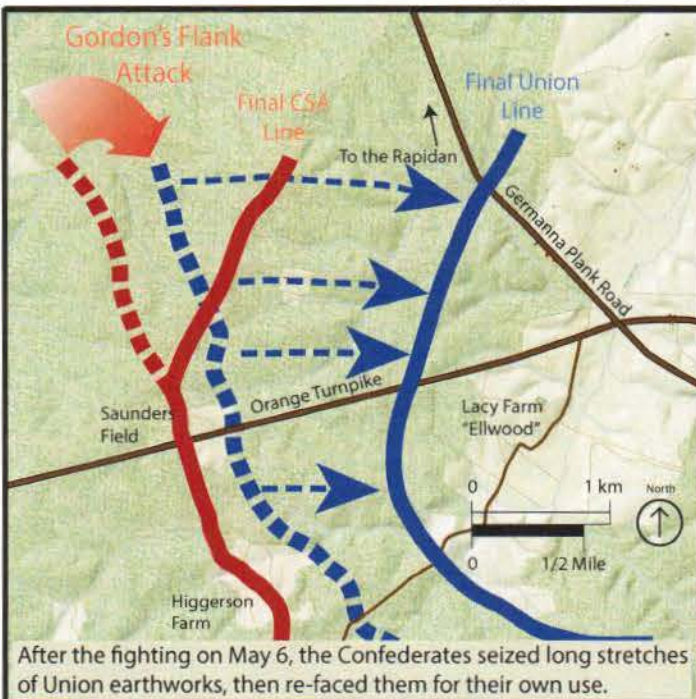 Gordon's Flank
Attack
Final CSA
Line
Final Union
Line
To the Rapidan
Germanna Plank Road
Orange Turnpike
Saunders
Field
Lacy Farm
"Ellwood"
0 1 km
North
0 1/2 Mile
Higgerson
Farm
After the fighting on May 6, the Confederates seized long stretches
of Union earthworks, then re-faced them for their own use.